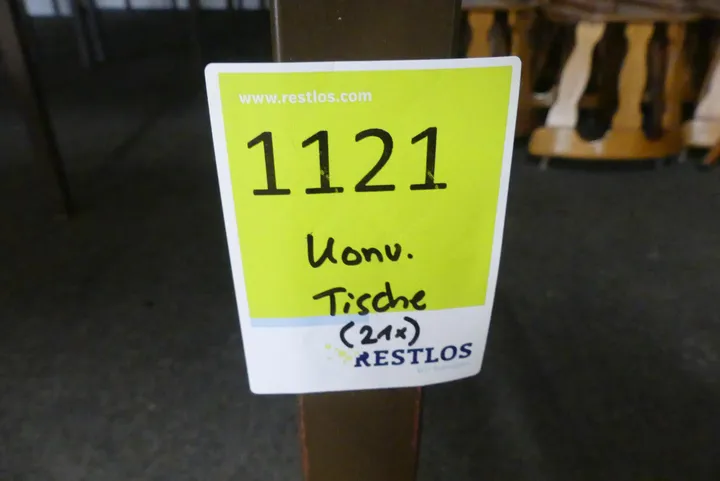 www.restlos.com
1121
Konv.
Tische
(21x)
RESTLOS